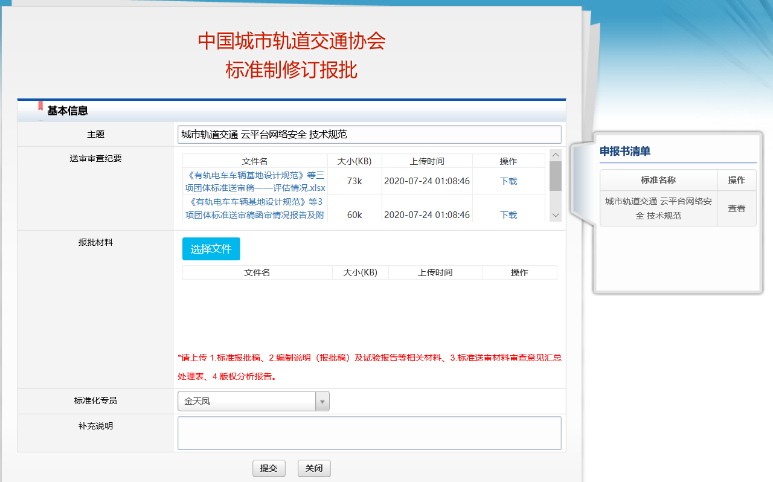 中国城市轨道交通协会
标准制修订报批
基本信息
主题
城市轨道交通 云平台网络安全 技术规范
送审审查纪要
文件名 大小(KB) 上传时间 操作
《有轨电车车辆基地设计规范》等三
项团体标准送审稿——评估情况.xlsx
73k 2020-07-24 01:08:46 下载
《有轨电车车辆基地设计规范》等3
项团体标准送审稿函审情况报告及附
60k 2020-07-24 01:08:46 下载
报批材料
选择文件
文件名 大小(KB) 上传时间 操作
*请上传 1.标准报批稿、2.编制说明（报批稿）及试验报告等相关材料、3.标准送审材料审查意见汇总
处理表、4.版权分析报告。
标准化专员
金天凤
补充说明
提交 关闭
申报书清单
标准名称 操作
城市轨道交通 云平台网络安
全 技术规范
查看